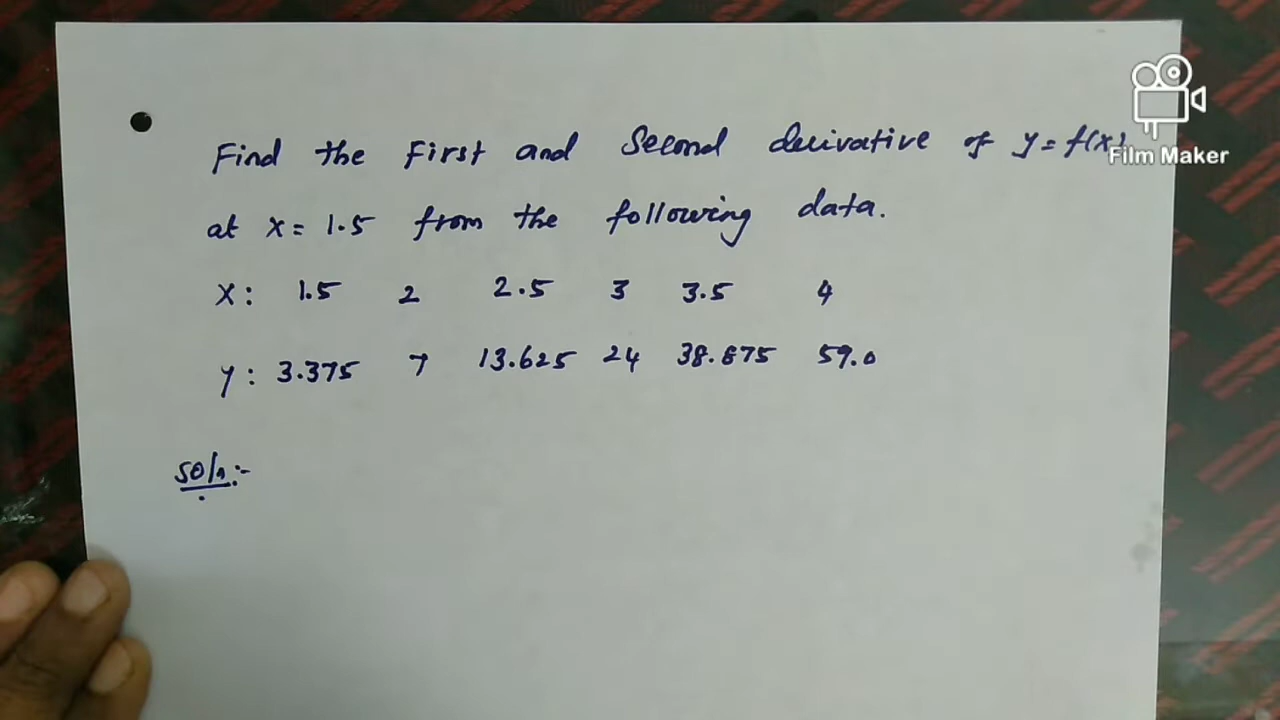 Find the First and Second derivative of y = f(x)
at x = 1.5 from the following data.
x : 1.5 2 2.5 3 3.5 4
y : 3.375 7 13.625 24 38.875 59.0
Soln :-
Film Maker